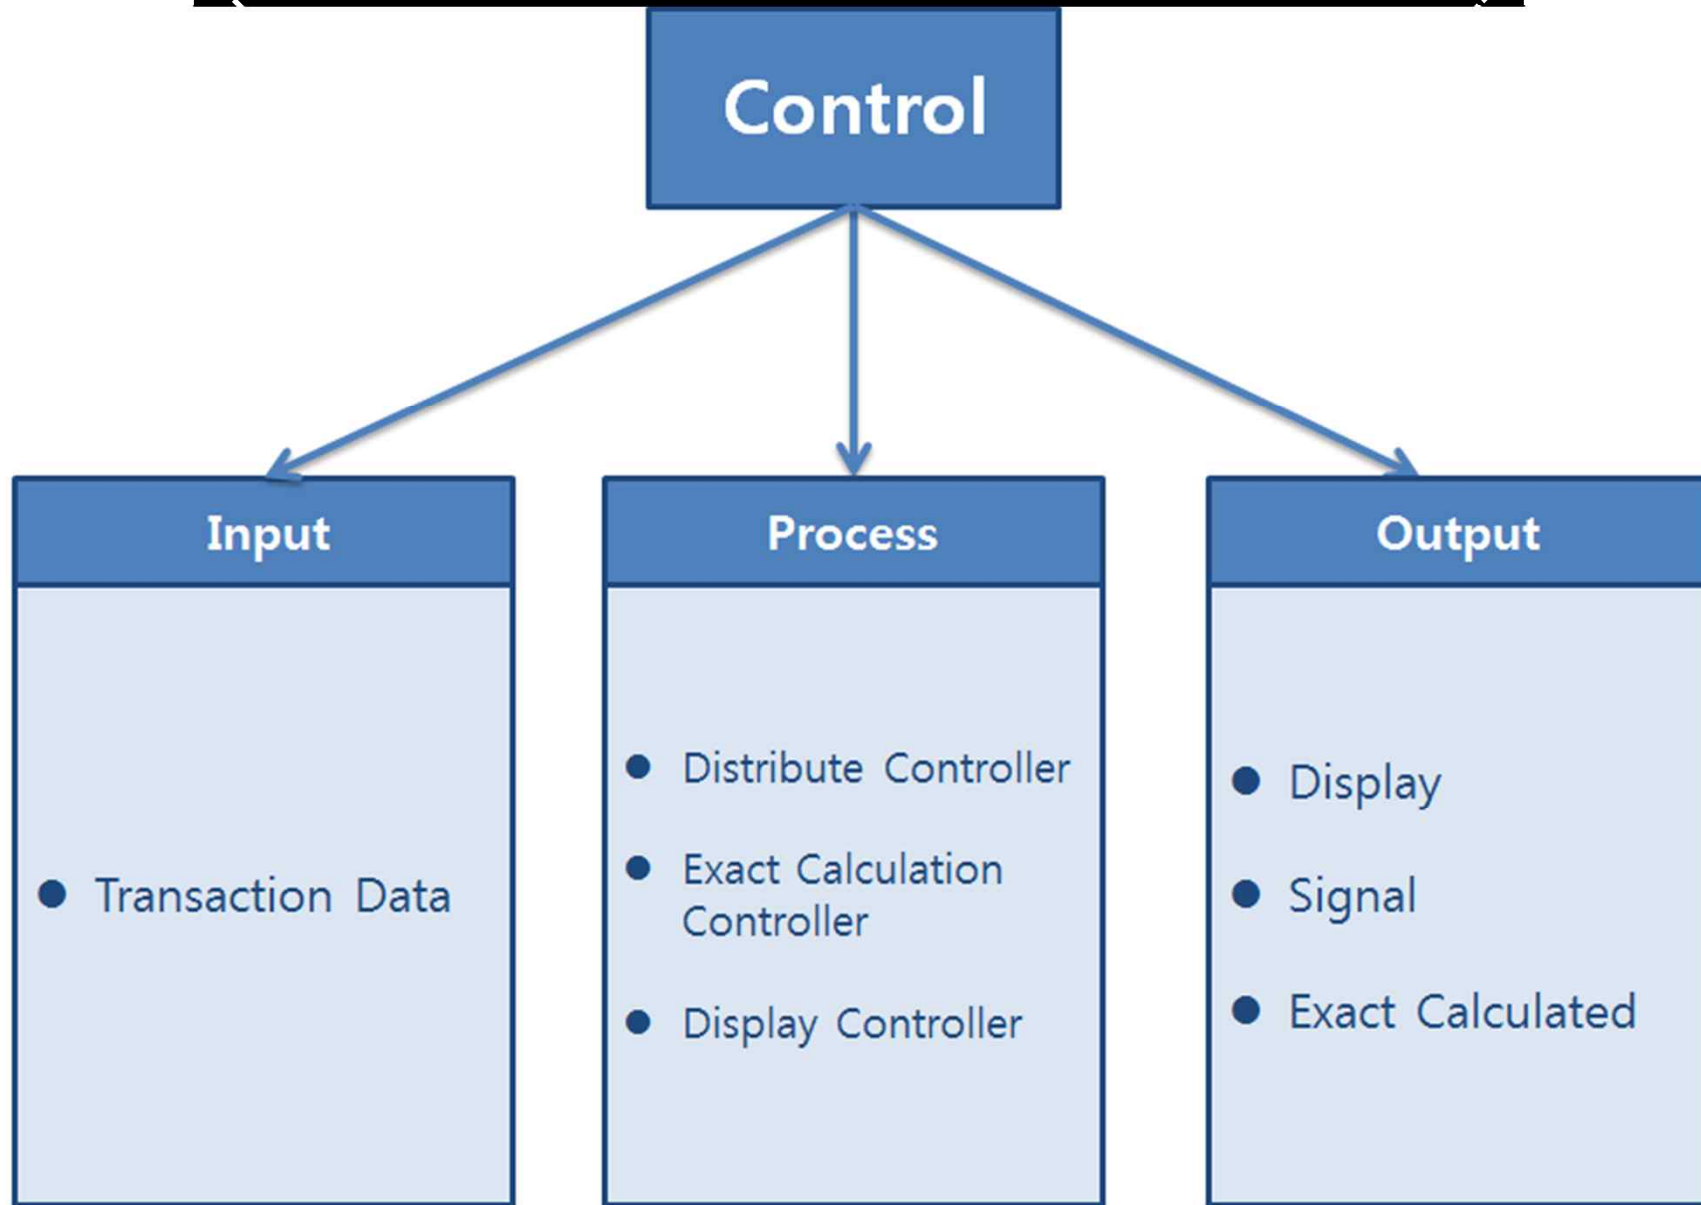 Control
Input
● Transaction Data
Process
● Distribute Controller
● Exact Calculation
Controller
● Display Controller
Output
● Display
● Signal
● Exact Calculated